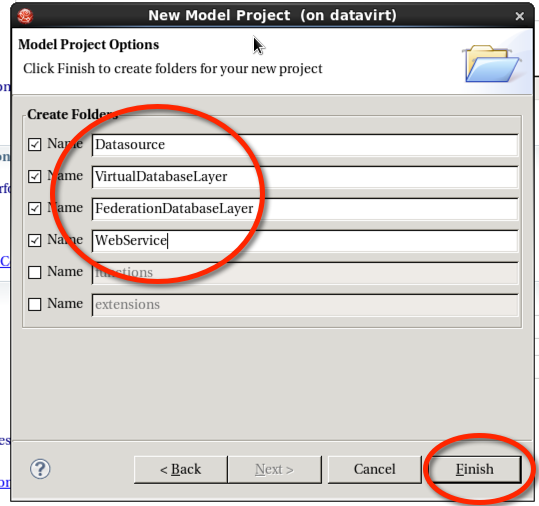 New Model Project (on datavirt)
Model Project Options
Click Finish to create folders for your new project
Create Folders
Name Datasource
Name VirtualDatabaseLayer
Name FederationDatabaseLayer
Name WebService
Name functions
Name extensions
< Back Next > Cancel Finish